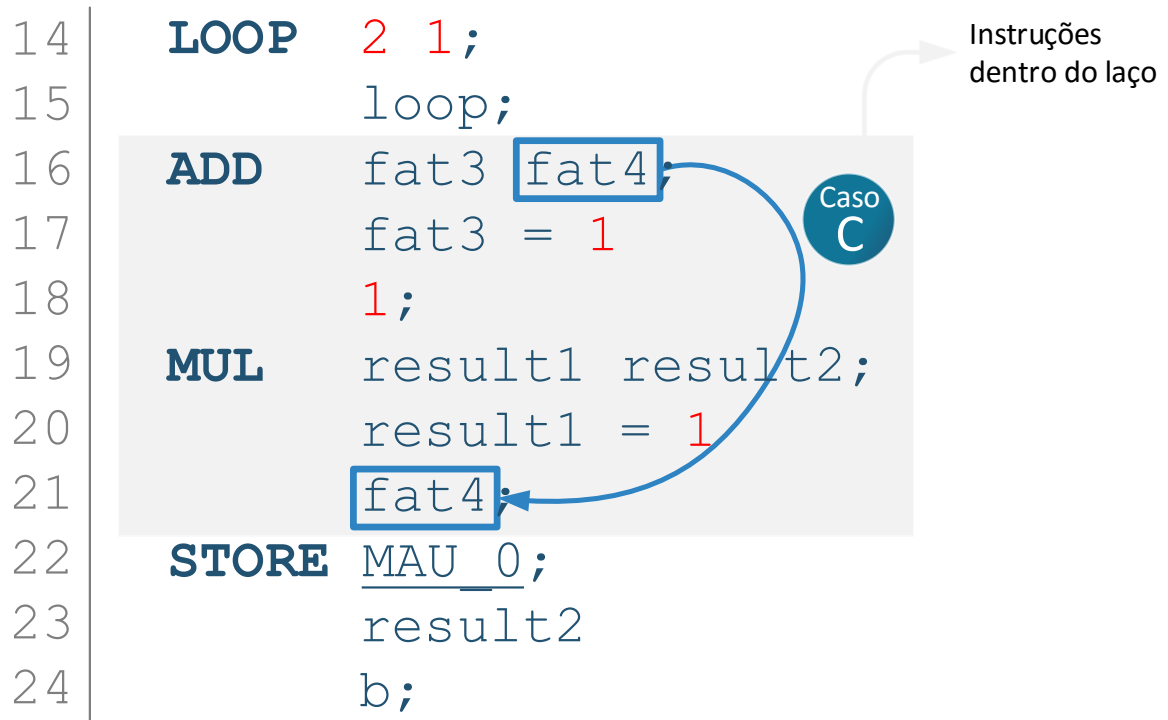 14 LOOP 2 1;
15 loop;
16 ADD fat3 fat4;
17 fat3 = 1
18 1;
19 MUL result1 result2;
20 result1 = 1
21 fat4;
22 STORE MAU_0;
23 result2
24 b;
Instruções
dentro do laço
Caso
C